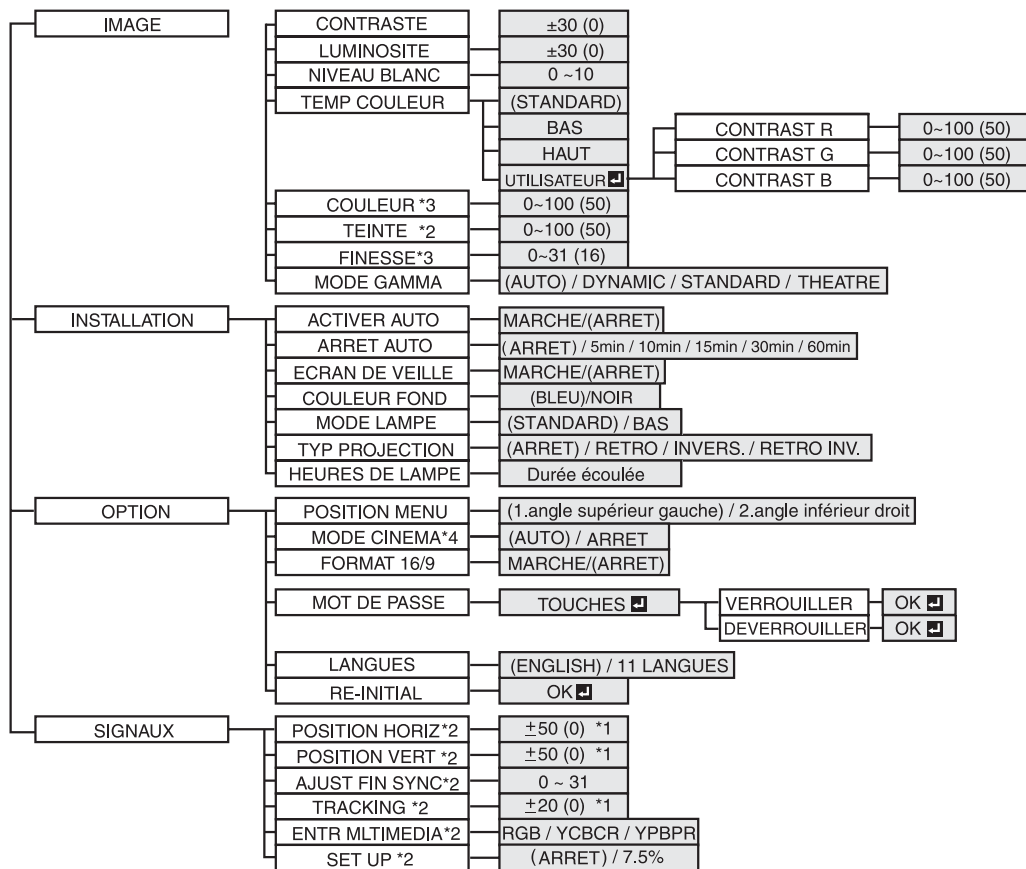 IMAGE
CONTRASTE ±30 (0)
LUMINOSITE ±30 (0)
NIVEAU BLANC 0 ~10
TEMP COULEUR (STANDARD)
BAS CONTRAST R 0~100 (50)
HAUT CONTRAST G 0~100 (50)
UTILISATEUR CONTRAST B 0~100 (50)
COULEUR *3 0~100 (50)
TEINTE *2 0~100 (50)
FINESSE*3 0~31 (16)
MODE GAMMA (AUTO) / DYNAMIC / STANDARD / THEATRE
INSTALLATION
ACTIVER AUTO MARCHE/(ARRET)
ARRET AUTO (ARRET) / 5min / 10min / 15min / 30min / 60min
ECRAN DE VEILLE MARCHE/(ARRET)
COULEUR FOND (BLEU)/NOIR
MODE LAMPE (STANDARD) / BAS
TYP PROJECTION (ARRET) / RETRO / INVERS. / RETRO INV.
HEURES DE LAMPE Durée écoulée
OPTION
POSITION MENU (1.angle supérieur gauche) / 2.angle inférieur droit
MODE CINEMA*4 (AUTO) / ARRET
FORMAT 16/9 MARCHE/(ARRET)
MOT DE PASSE TOUCHES VERROUILLER OK
DEVERROUILLER OK
LANGUES (ENGLISH) / 11 LANGUES
RE-INITIAL OK
SIGNAUX
POSITION HORIZ*2 ±50 (0) *1
POSITION VERT *2 ±50 (0) *1
AJUST FIN SYNC*2 0 ~ 31
TRACKING *2 ±20 (0) *1
ENTR MLTIMEDIA*2 RGB / YCBCR / YPBPR
SET UP *2 (ARRET) / 7.5%